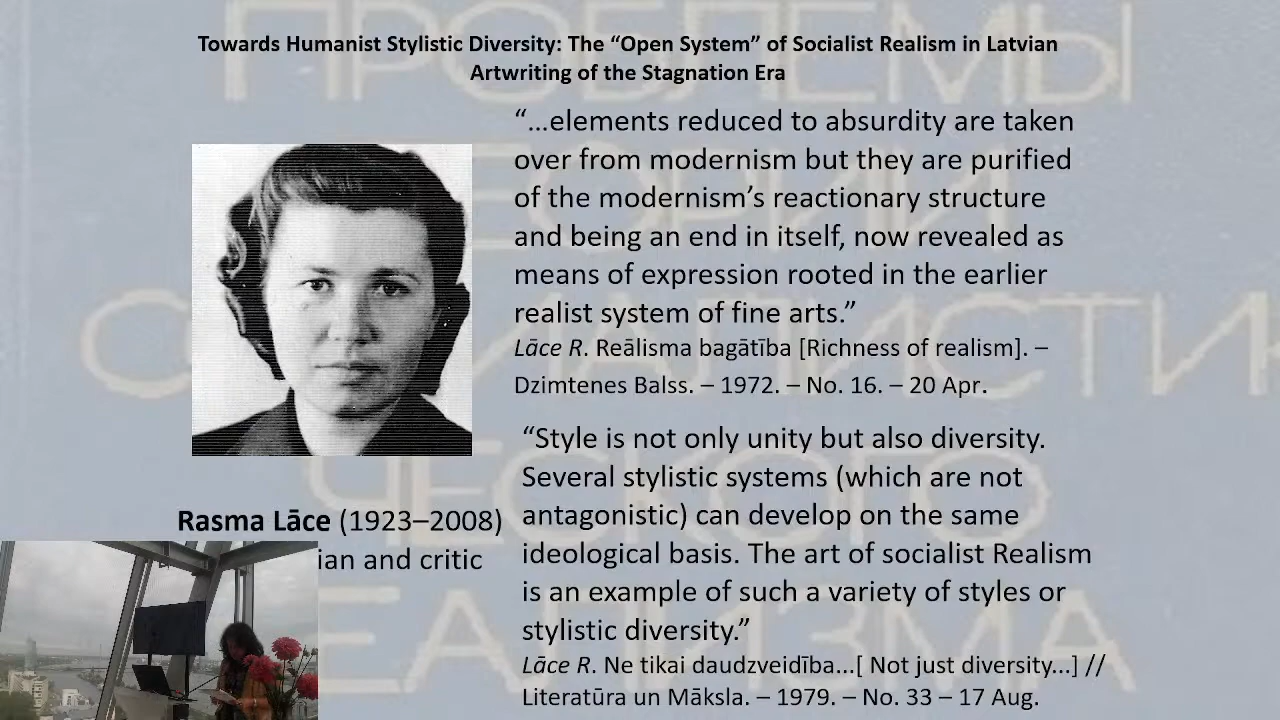 Towards Humanist Stylistic Diversity: The “Open System” of Socialist Realism in Latvian
Artwriting of the Stagnation Era
“...elements reduced to absurdity are taken
over from modernism but they are purified
of the modernism’s reactionary structure
and being an end in itself, now revealed as
means of expression rooted in the earlier
realist system of fine arts.”
Lāce R. Reālisma bagātība [Richness of realism]. –
Dzimtenes Balss. – 1972. – No. 16. – 20 Apr.
“Style is not only unity but also diversity.
Several stylistic systems (which are not
antagonistic) can develop on the same
ideological basis. The art of socialist Realism
is an example of such a variety of styles or
stylistic diversity.”
Lāce R. Ne tikai daudzveidība...[ Not just diversity...] //
Literatūra un Māksla. – 1979. – No. 33 – 17 Aug.
Rasma Lāce (1923–2008)
ian and critic
ПРОБЛЕМЫ